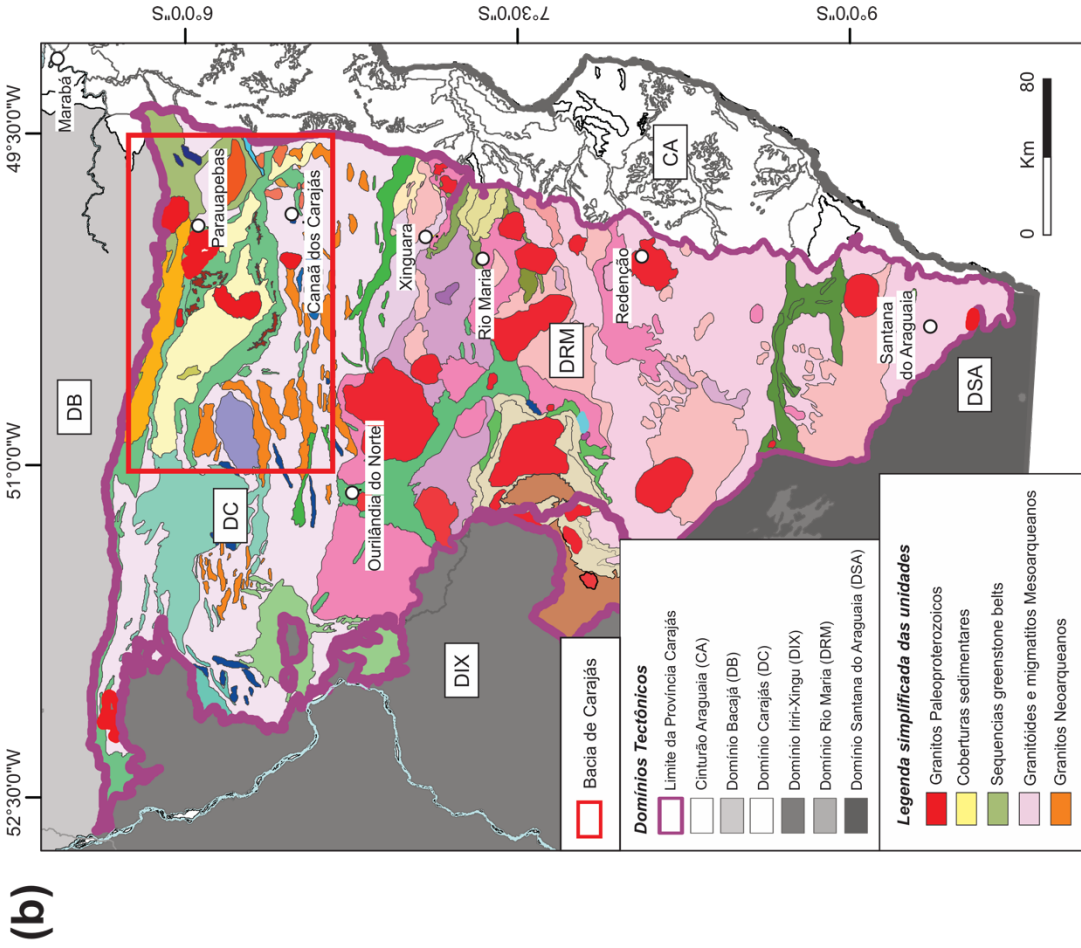 (b)
52°30'0"W
51°0'0"W
49°30'0"W
6°0'0"S
7°30'0"S
9°0'0"S
DB
Marabá
Parauapebas
DC
Canaã dos Carajás
Ourilândia do Norte
Xinguara
DIX
Rio Maria
DRM
CA
Redenção
Santana
do Araguaia
DSA
Bacia de Carajás
Domínios Tectônicos
Limite da Província Carajás
Cinturão Araguaia (CA)
Domínio Bacajá (DB)
Domínio Carajás (DC)
Domínio Iriri-Xingu (DIX)
Domínio Rio Maria (DRM)
Domínio Santana do Araguaia (DSA)
Legenda simplificada das unidades
Granitos Paleoproterozoicos
Coberturas sedimentares
Sequencias greenstone belts
Granitóides e migmatitos Mesoarqueanos
Granitos Neoarqueanos
0 Km 80